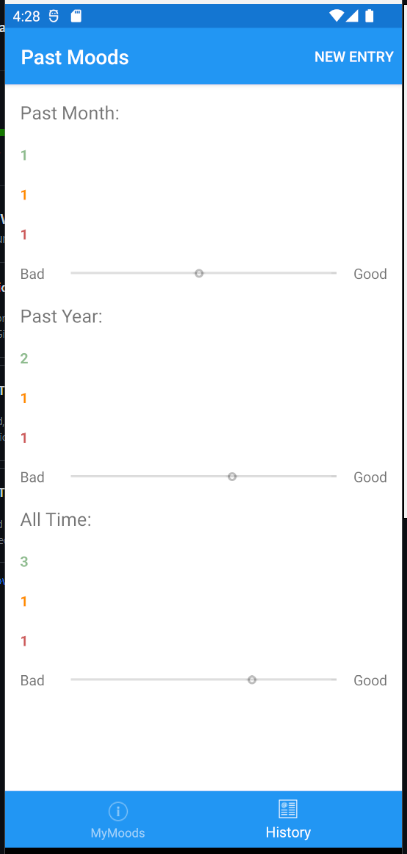 4:28
Past Moods NEW ENTRY
Past Month:
1
1
1
Bad Good
Past Year:
2
1
1
Bad Good
All Time:
3
1
1
Bad Good
MyMoods History